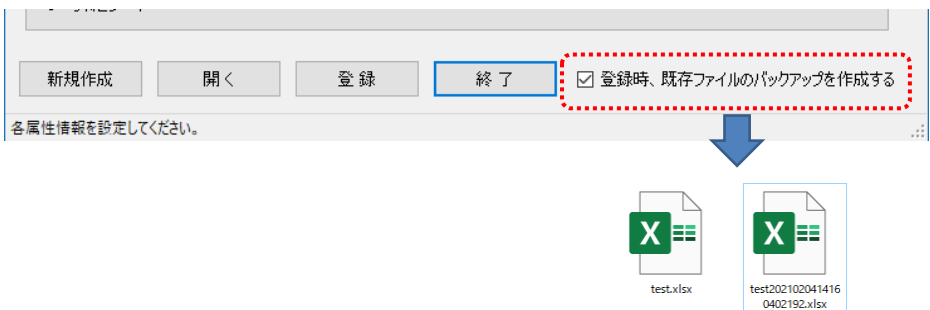 新規作成
開く
登 録
終 了
登録時、既存ファイルのバックアップを作成する
各属性情報を設定してください。
test.xlsx
test202102041416
0402192.xlsx